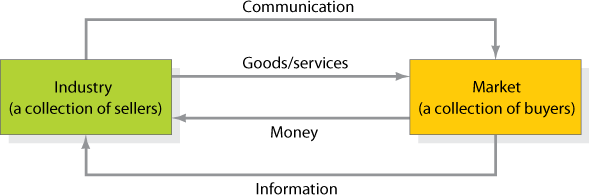 Communication
Goods/services
Industry
(a collection of sellers)
Market
(a collection of buyers)
Money
Information